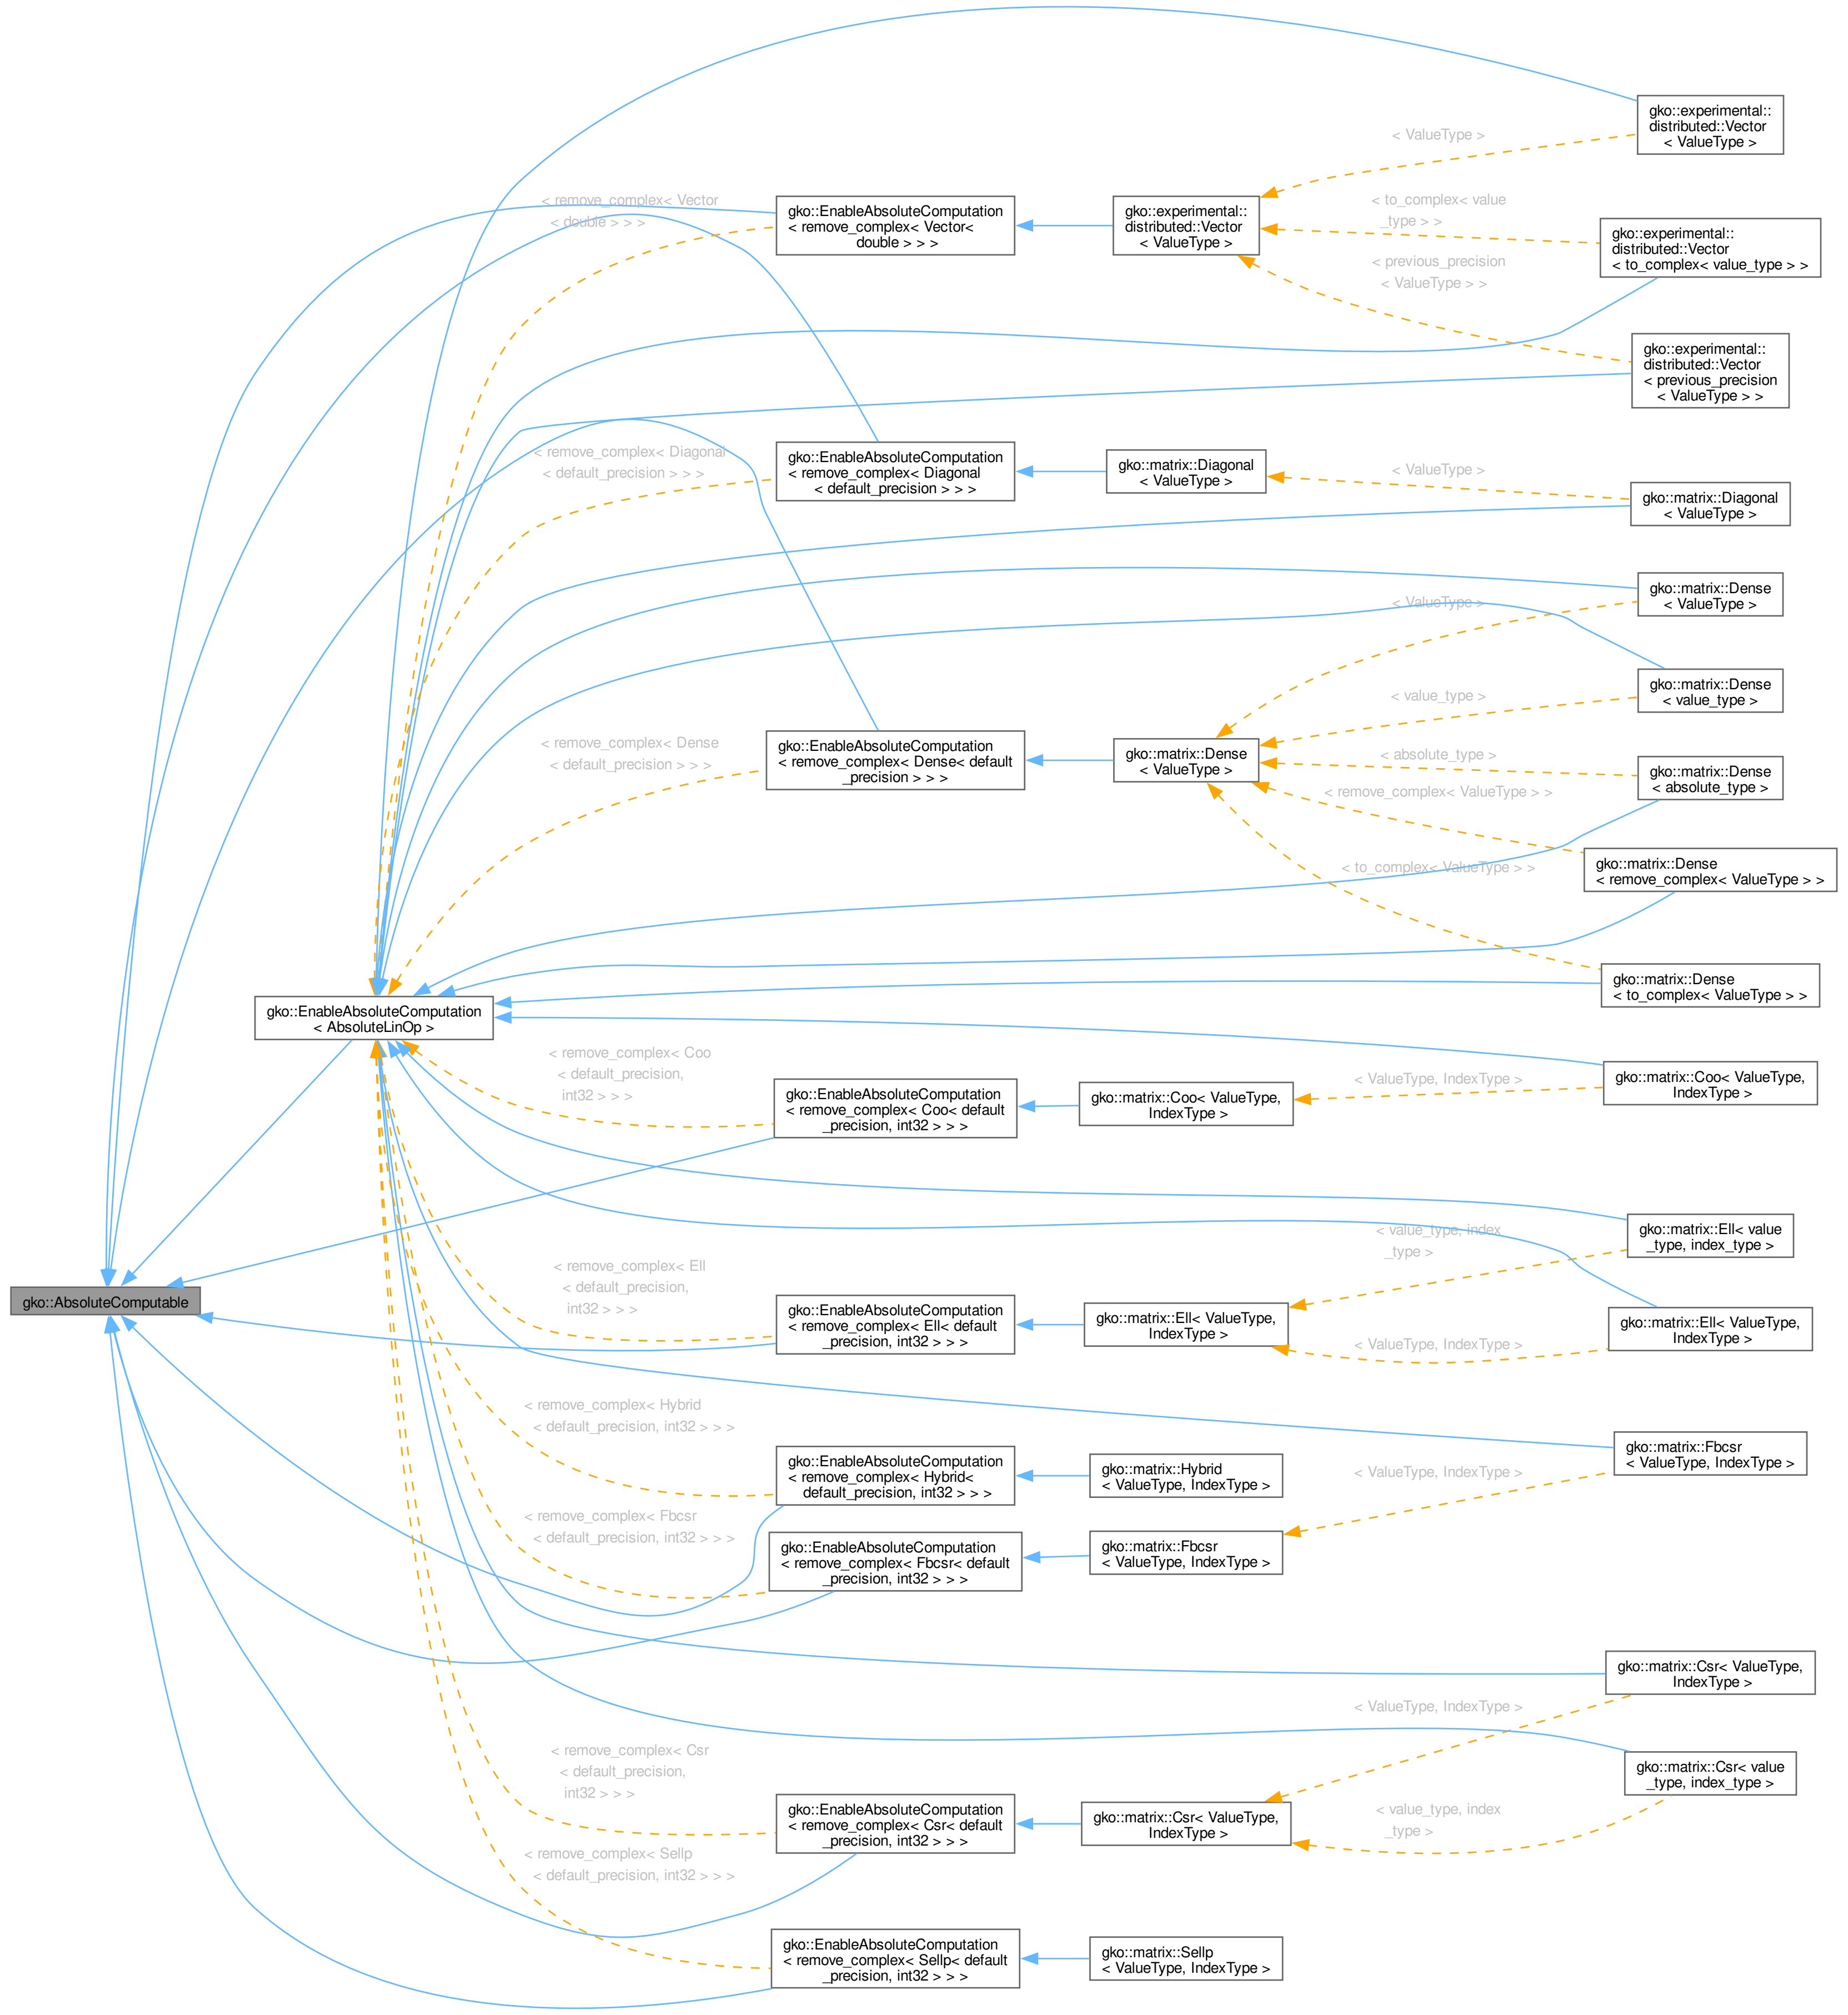 gko::AbsoluteComputable
gko::EnableAbsoluteComputation
< AbsoluteLinOp >
< remove_complex< Vector
< double > > >
gko::EnableAbsoluteComputation
< remove_complex< Vector<
double > > >
gko::experimental::
distributed::Vector
< ValueType >
< ValueType >
gko::experimental::
distributed::Vector
< ValueType >
< to_complex< value
_type > >
gko::experimental::
distributed::Vector
< to_complex< value_type > >
< previous_precision
< ValueType > >
gko::experimental::
distributed::Vector
< previous_precision
< ValueType > >
< remove_complex< Diagonal
< default_precision > > >
gko::EnableAbsoluteComputation
< remove_complex< Diagonal
< default_precision > > >
gko::matrix::Diagonal
< ValueType >
< ValueType >
gko::matrix::Diagonal
< ValueType >
< remove_complex< Dense
< default_precision > > >
gko::EnableAbsoluteComputation
< remove_complex< Dense< default
_precision > > >
gko::matrix::Dense
< ValueType >
< ValueType >
gko::matrix::Dense
< ValueType >
< value_type >
gko::matrix::Dense
< value_type >
< absolute_type >
gko::matrix::Dense
< absolute_type >
< remove_complex< ValueType > >
gko::matrix::Dense
< remove_complex< ValueType > >
< to_complex< ValueType > >
gko::matrix::Dense
< to_complex< ValueType > >
< remove_complex< Coo
< default_precision,
int32 > > >
gko::EnableAbsoluteComputation
< remove_complex< Coo< default
_precision, int32 > > >
gko::matrix::Coo< ValueType,
IndexType >
< ValueType, IndexType >
gko::matrix::Coo< ValueType,
IndexType >
< remove_complex< Ell
< default_precision,
int32 > > >
gko::EnableAbsoluteComputation
< remove_complex< Ell< default
_precision, int32 > > >
gko::matrix::Ell< ValueType,
IndexType >
< value_type, index
_type >
gko::matrix::Ell< value
_type, index_type >
< ValueType, IndexType >
gko::matrix::Ell< ValueType,
IndexType >
< remove_complex< Hybrid
< default_precision, int32 > > >
gko::EnableAbsoluteComputation
< remove_complex< Hybrid<
default_precision, int32 > > >
gko::matrix::Hybrid
< ValueType, IndexType >
< remove_complex< Fbcsr
< default_precision, int32 > > >
gko::EnableAbsoluteComputation
< remove_complex< Fbcsr< default
_precision, int32 > > >
gko::matrix::Fbcsr
< ValueType, IndexType >
< ValueType, IndexType >
gko::matrix::Fbcsr
< ValueType, IndexType >
< remove_complex< Csr
< default_precision,
int32 > > >
gko::EnableAbsoluteComputation
< remove_complex< Csr< default
_precision, int32 > > >
gko::matrix::Csr< ValueType,
IndexType >
< ValueType, IndexType >
gko::matrix::Csr< ValueType,
IndexType >
< value_type, index
_type >
gko::matrix::Csr< value
_type, index_type >
< remove_complex< Sellp
< default_precision, int32 > > >
gko::EnableAbsoluteComputation
< remove_complex< Sellp< default
_precision, int32 > > >
gko::matrix::Sellp
< ValueType, IndexType >